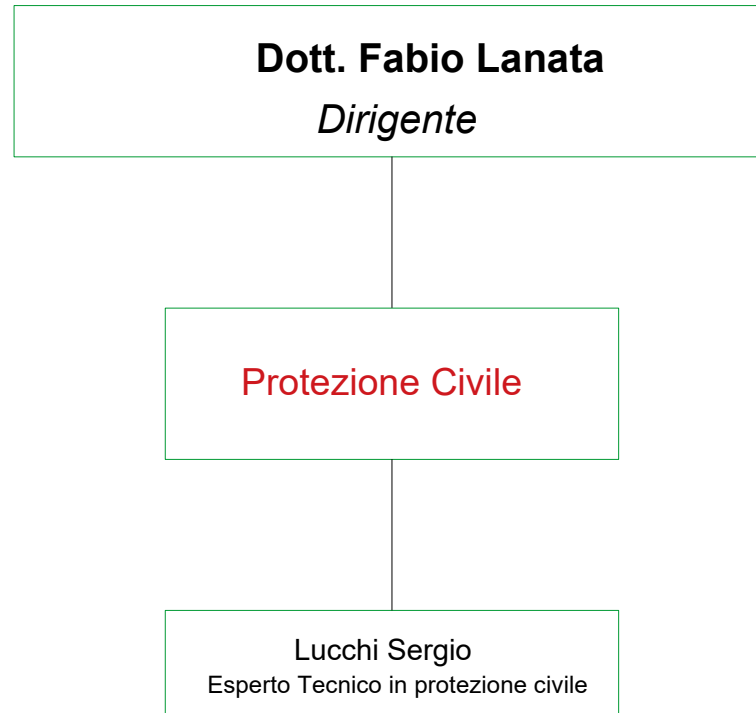 Dott. Fabio Lanata
Dirigente
Protezione Civile
Lucchi Sergio
Esperto Tecnico in protezione civile